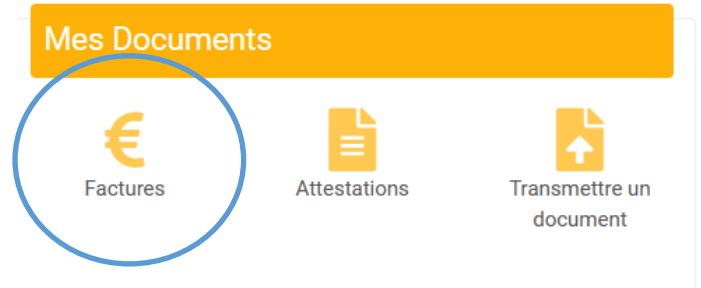 Mes Documents
€
Factures
Attestations
Transmettre un
document